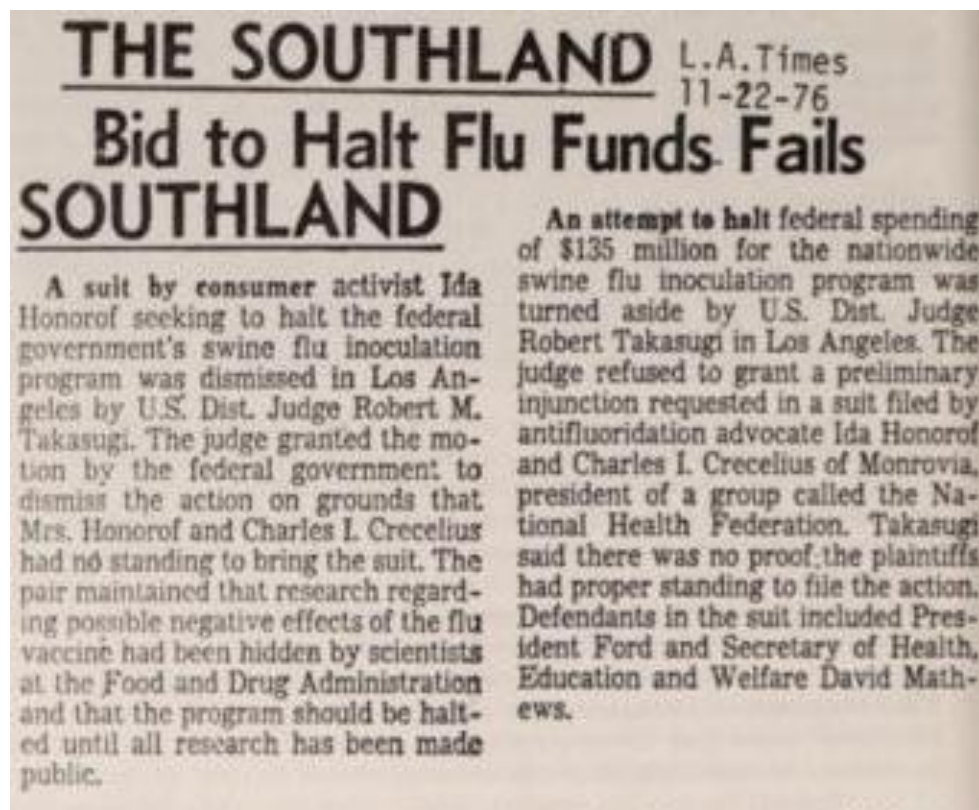 THE SOUTHLAND
L.A.Times
11-22-76
Bid to Halt Flu Funds Fails
SOUTHLAND
A suit by consumer activist Ida
Honorof seeking to halt the federal
government's swine flu inoculation
program was dismissed in Los An-
geles by U.S. Dist. Judge Robert M.
Takasugi. The judge granted the mo-
tion by the federal government to
dismiss the action on grounds that
Mrs. Honorof and Charles I. Crecelius
had no standing to bring the suit. The
pair maintained that research regard-
ing possible negative effects of the flu
vaccine had been hidden by scientists
at the Food and Drug Administration
and that the program should be halt-
ed until all research has been made
public.
An attempt to halt federal spending
of $135 million for the nationwide
swine flu inoculation program was
turned aside by U.S. Dist. Judge
Robert Takasugi in Los Angeles. The
judge refused to grant a preliminary
injunction requested in a suit filed by
antifluoridation advocate Ida Honorof
and Charles I. Crecelius of Monrovia,
president of a group called the Na-
tional Health Federation. Takasugi
said there was no proof the plaintiffs
had proper standing to file the action.
Defendants in the suit included Pres-
ident Ford and Secretary of Health,
Education and Welfare David Math-
ews.